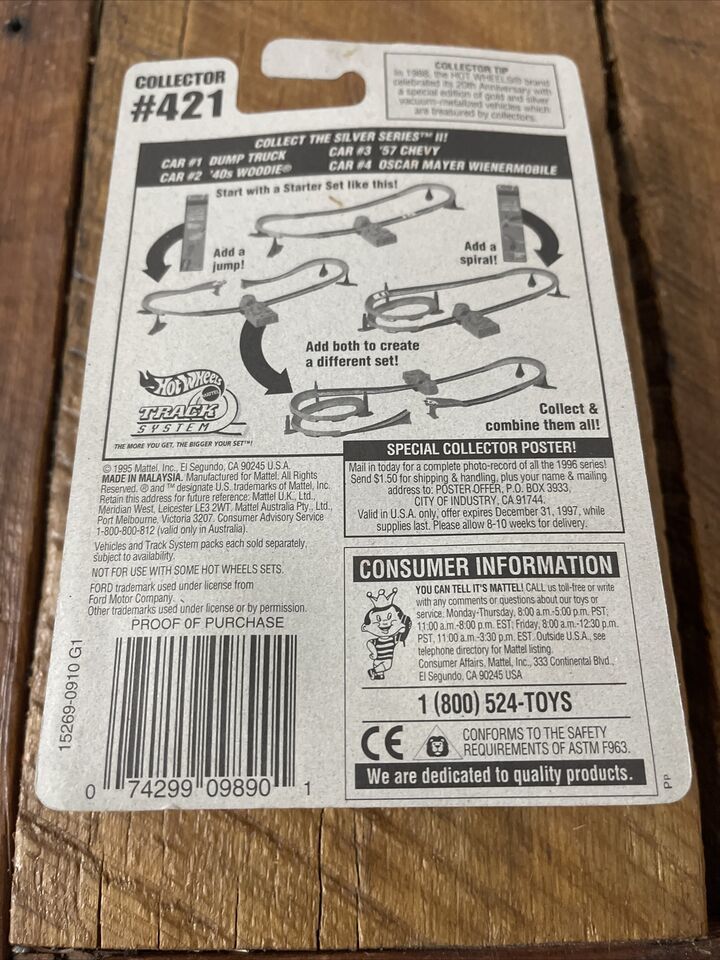 COLLECTOR
#421
COLLECTOR TIP
In 1988, the HOT WHEELS® brand
celebrated its 20th Anniversary with
a special edition of gold and silver
vacuum-metalized vehicles which
are treasured by collectors.
COLLECT THE SILVER SERIES™ II!
CAR #1 DUMP TRUCK
CAR #2 '40s WOODIE®
CAR #3 '57 CHEVY
CAR #4 OSCAR MAYER WIENERMOBILE
Start with a Starter Set like this!
Add a
jump!
Add a
spiral!
Add both to create
a different set!
Collect &
combine them all!
Hot Wheels
MATTEL
TRACK
SYSTEM
THE MORE YOU GET, THE BIGGER YOUR SET™!
© 1995 Mattel, Inc., El Segundo, CA 90245 U.S.A.
MADE IN MALAYSIA. Manufactured for Mattel. All Rights
Reserved. ® and ™ designate U.S. trademarks of Mattel, Inc.
Retain this address for future reference: Mattel U.K., Ltd.,
Meridian West, Leicester LE3 2WT. Mattel Australia Pty., Ltd.,
Port Melbourne, Victoria 3207. Consumer Advisory Service
1-800-800-812 (valid only in Australia).
Vehicles and Track System packs each sold separately,
subject to availability.
NOT FOR USE WITH SOME HOT WHEELS SETS.
FORD trademark used under license from
Ford Motor Company.
Other trademarks used under license or by permission.
PROOF OF PURCHASE
15269-0910 G1
0 74299 09890 1
SPECIAL COLLECTOR POSTER!
Mail in today for a complete photo-record of all the 1996 series!
Send $1.50 for shipping & handling, plus your name & mailing
address to: POSTER OFFER, P.O. BOX 3933,
CITY OF INDUSTRY, CA 91744.
Valid in U.S.A. only, offer expires December 31, 1997, while
supplies last. Please allow 8-10 weeks for delivery.
CONSUMER INFORMATION
YOU CAN TELL IT'S MATTEL! CALL us toll-free or write
with any comments or questions about our toys or
service. Monday-Thursday, 8:00 a.m.-5:00 p.m. PST,
11:00 a.m.-8:00 p.m. EST; Friday, 8:00 a.m.-12:30 p.m.
PST, 11:00 a.m.-3:30 p.m. EST. Outside U.S.A., see
telephone directory for Mattel listing.
Consumer Affairs, Mattel, Inc., 333 Continental Blvd.,
El Segundo, CA 90245 USA
1 (800) 524-TOYS
CE
CONFORMS TO THE SAFETY
REQUIREMENTS OF ASTM F963.
We are dedicated to quality products.
PP